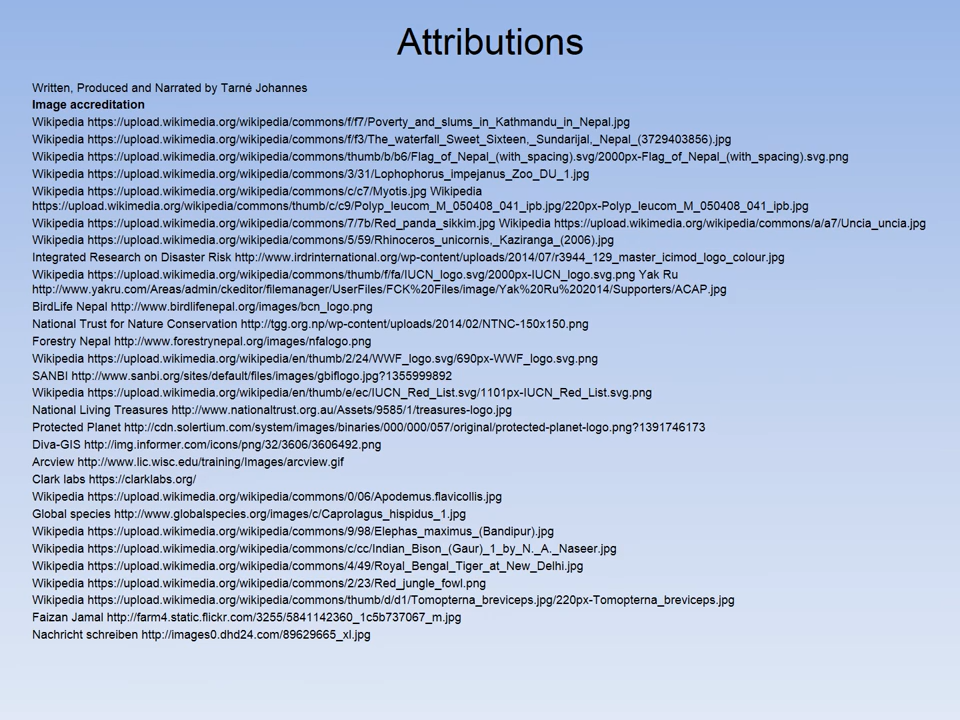 Attributions
Written, Produced and Narrated by Tarné Johannes
Image accreditation
Wikipedia https://upload.wikimedia.org/wikipedia/commons/f/f7/Poverty_and_slums_in_Kathmandu_in_Nepal.jpg
Wikipedia https://upload.wikimedia.org/wikipedia/commons/f/f3/The_waterfall_Sweet_Sixteen,_Sundarijal,_Nepal_(3729403856).jpg
Wikipedia https://upload.wikimedia.org/wikipedia/commons/thumb/b/b6/Flag_of_Nepal_(with_spacing).svg/2000px-Flag_of_Nepal_(with_spacing).svg.png
Wikipedia https://upload.wikimedia.org/wikipedia/commons/3/31/Lophophorus_impejanus_Zoo_DU_1.jpg
Wikipedia https://upload.wikimedia.org/wikipedia/commons/c/c7/Myotis.jpg Wikipedia
https://upload.wikimedia.org/wikipedia/commons/thumb/c/c9/Polyp_leucom_M_050408_041_ipb.jpg/220px-Polyp_leucom_M_050408_041_ipb.jpg
Wikipedia https://upload.wikimedia.org/wikipedia/commons/7/7b/Red_panda_sikkim.jpg Wikipedia https://upload.wikimedia.org/wikipedia/commons/a/a7/Uncia_uncia.jpg
Wikipedia https://upload.wikimedia.org/wikipedia/commons/5/59/Rhinoceros_unicornis,_Kaziranga_(2006).jpg
Integrated Research on Disaster Risk http://www.irdrinternational.org/wp-content/uploads/2014/07/r3944_129_master_icimod_logo_colour.jpg
Wikipedia https://upload.wikimedia.org/wikipedia/commons/thumb/f/fa/IUCN_logo.svg/2000px-IUCN_logo.svg.png Yak Ru
http://www.yakru.com/Areas/admin/ckeditor/filemanager/UserFiles/FCK%20Files/image/Yak%20Ru%202014/Supporters/ACAP.jpg
BirdLife Nepal http://www.birdlifenepal.org/images/bcn_logo.png
National Trust for Nature Conservation http://tgg.org.np/wp-content/uploads/2014/02/NTNC-150x150.png
Forestry Nepal http://www.forestrynepal.org/images/nfalogo.png
Wikipedia https://upload.wikimedia.org/wikipedia/en/thumb/2/24/WWF_logo.svg/690px-WWF_logo.svg.png
SANBI http://www.sanbi.org/sites/default/files/images/gbiflogo.jpg?1355999892
Wikipedia https://upload.wikimedia.org/wikipedia/en/thumb/e/ec/IUCN_Red_List.svg/1101px-IUCN_Red_List.svg.png
National Living Treasures http://www.nationaltrust.org.au/Assets/9585/1/treasures-logo.jpg
Protected Planet http://cdn.solertium.com/system/images/binaries/000/000/057/original/protected-planet-logo.png?1391746173
Diva-GIS http://img.informer.com/icons/png/32/3606/3606492.png
Arcview http://www.lic.wisc.edu/training/Images/arcview.gif
Clark labs https://clarklabs.org/
Wikipedia https://upload.wikimedia.org/wikipedia/commons/0/06/Apodemus.flavicollis.jpg
Global species http://www.globalspecies.org/images/c/Caprolagus_hispidus_1.jpg
Wikipedia https://upload.wikimedia.org/wikipedia/commons/9/98/Elephas_maximus_(Bandipur).jpg
Wikipedia https://upload.wikimedia.org/wikipedia/commons/c/cc/Indian_Bison_(Gaur)_1_by_N._A._Naseer.jpg
Wikipedia https://upload.wikimedia.org/wikipedia/commons/4/49/Royal_Bengal_Tiger_at_New_Delhi.jpg
Wikipedia https://upload.wikimedia.org/wikipedia/commons/2/23/Red_jungle_fowl.png
Wikipedia https://upload.wikimedia.org/wikipedia/commons/thumb/d/d1/Tomopterna_breviceps.jpg/220px-Tomopterna_breviceps.jpg
Faizan Jamal http://farm4.static.flickr.com/3255/5841142360_1c5b737067_m.jpg
Nachricht schreiben http://images0.dhd24.com/89629665_xl.jpg